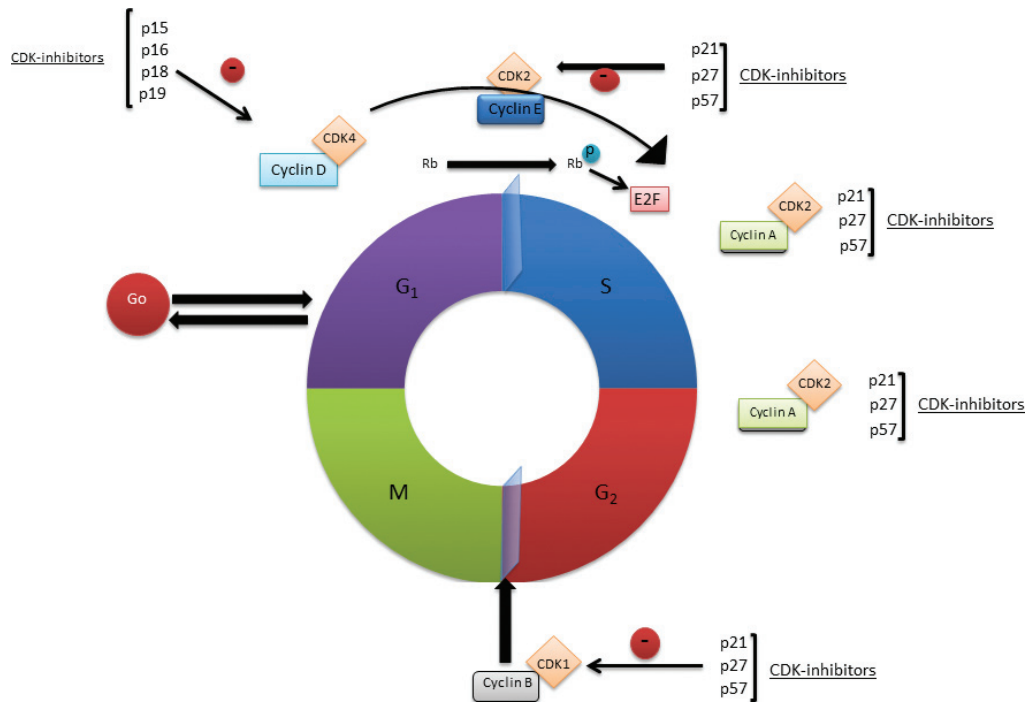 p15
CDK-inhibitors
p16
p18
p19
-
CDK4
Cyclin D
CDK2
Cyclin E
-
p21
p27
p57
CDK-inhibitors
Rb
Rb
p
E2F
CDK2
Cyclin A
p21
p27
p57
CDK-inhibitors
G1
S
Go
CDK2
Cyclin A
p21
p27
p57
CDK-inhibitors
M
G2
Cyclin B
CDK1
-
p21
p27
p57
CDK-inhibitors